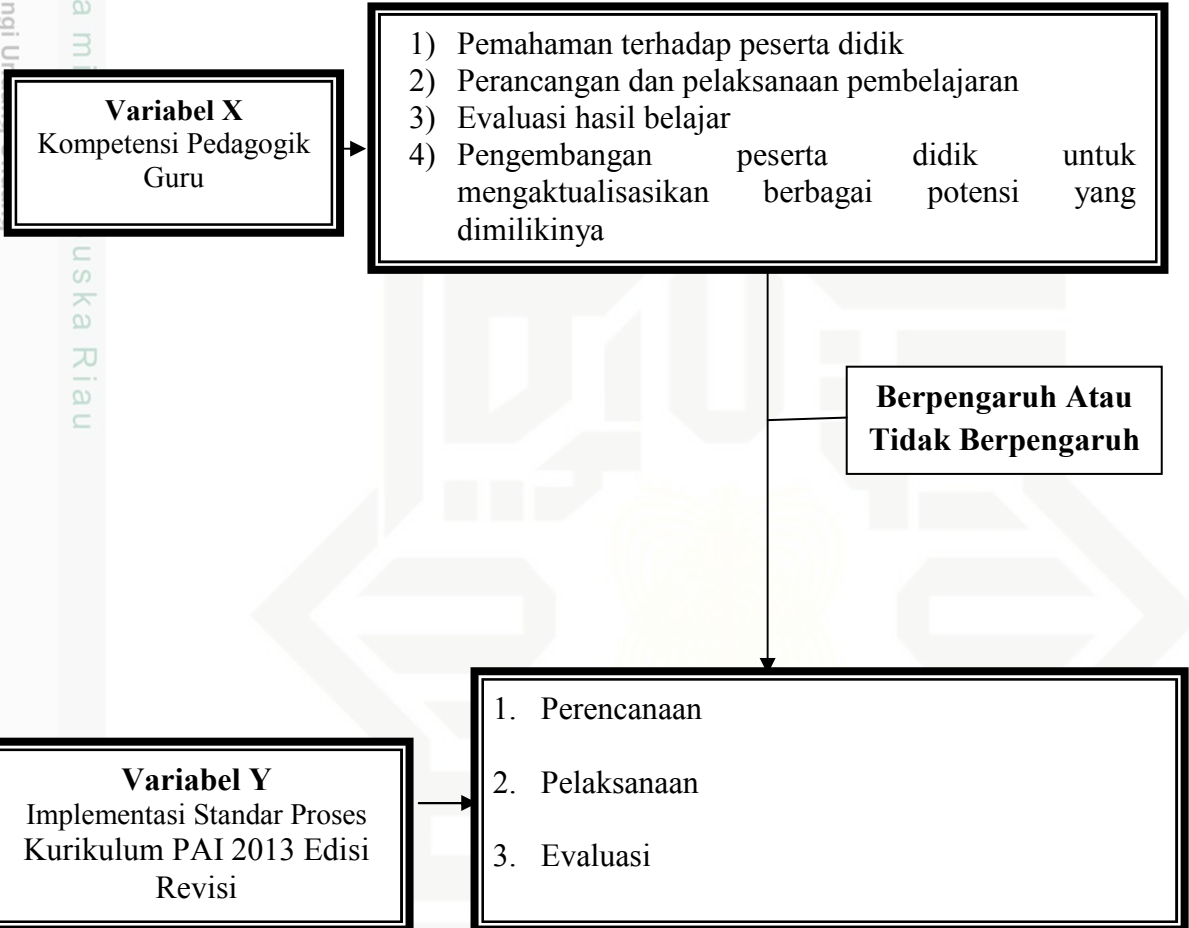 1) Pemahaman terhadap peserta didik
2) Perancangan dan pelaksanaan pembelajaran
3) Evaluasi hasil belajar
4) Pengembangan peserta didik untuk
mengaktualisasikan berbagai potensi yang
dimilikinya
Variabel X
Kompetensi Pedagogik
Guru
Berpengaruh Atau
Tidak Berpengaruh
1. Perencanaan
2. Pelaksanaan
3. Evaluasi
Variabel Y
Implementasi Standar Proses
Kurikulum PAI 2013 Edisi
Revisi
uska Riau